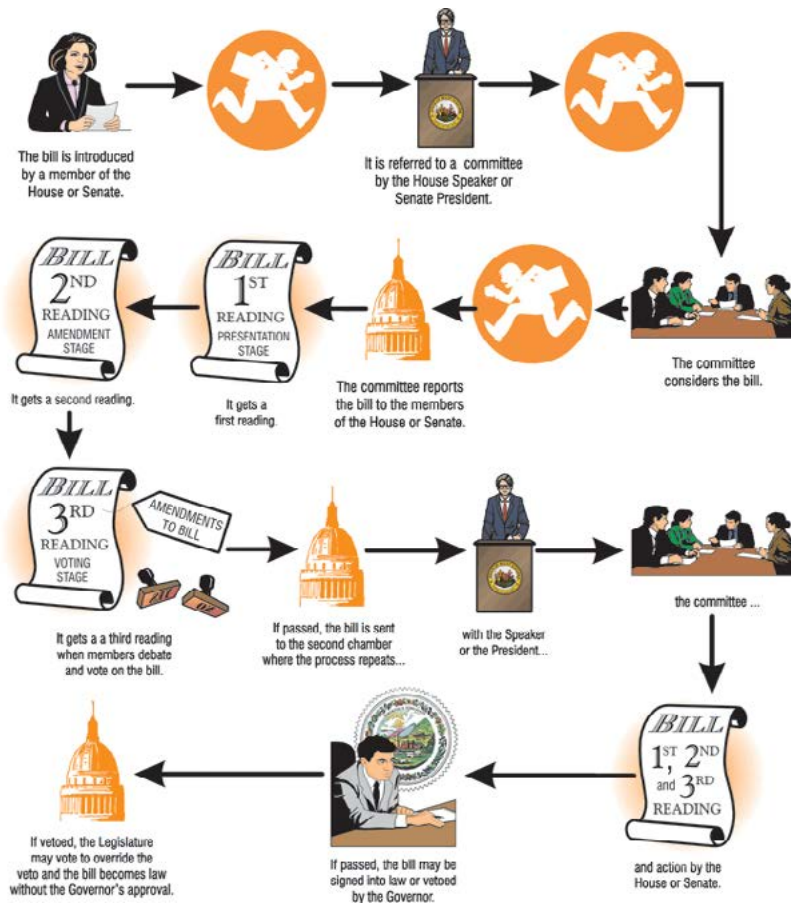 The bill is introduced
by a member of the
House or Senate.
It is referred to a committee
by the House Speaker or
Senate President.
BILL
2ND
READING
AMENDMENT
STAGE
It gets a second reading.
BILL
1ST
READING
PRESENTATION
STAGE
It gets a
first reading.
The committee reports
the bill to the members
of the House or Senate.
The committee
considers the bill.
BILL
3RD
READING
VOTING
STAGE
AMENDMENTS
TO BILL
It gets a a third reading
when members debate
and vote on the bill.
If passed, the bill is sent
to the second chamber
where the process repeats...
with the Speaker
or the President...
the committee ...
If vetoed, the Legislature
may vote to override the
veto and the bill becomes law
without the Governor's approval.
If passed, the bill may be
signed into law or vetoed
by the Governor.
BILL
1ST, 2ND
and 3RD
READING
and action by the
House or Senate.